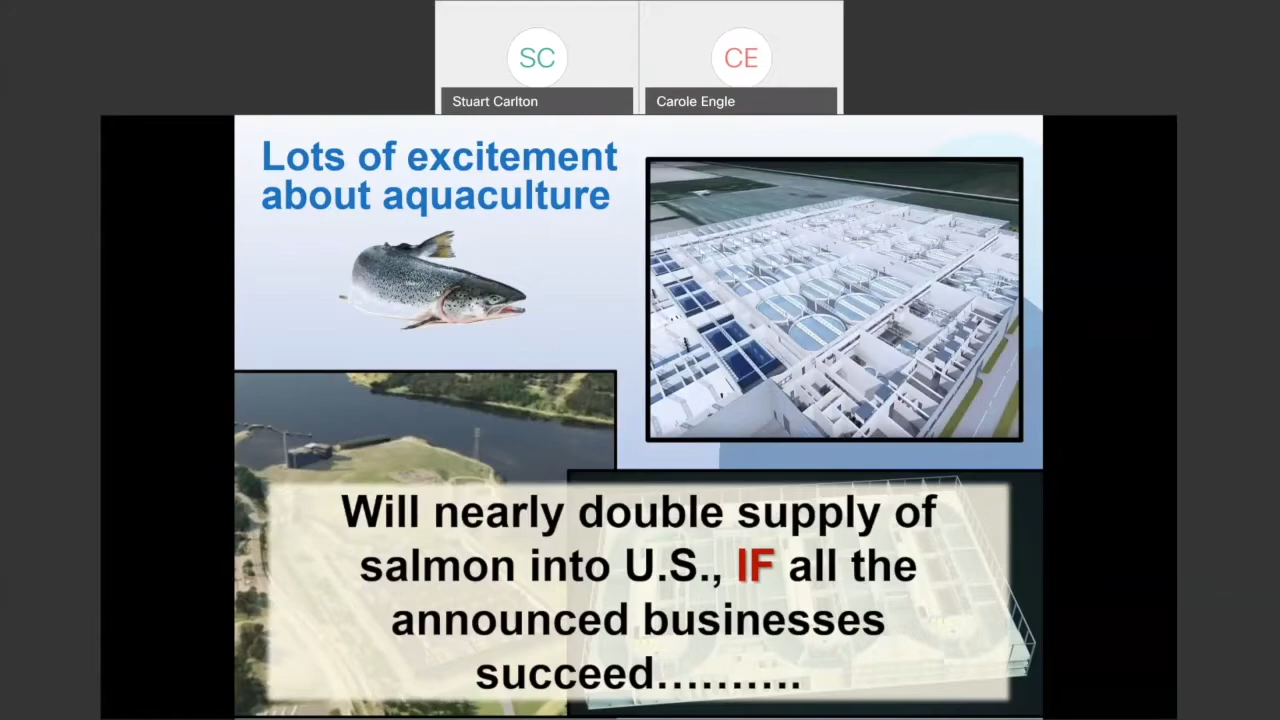 SC
CE
Stuart Carlton
Carole Engle
Lots of excitement
about aquaculture
Will nearly double supply of
salmon into U.S., IF all the
announced businesses
succeed..........